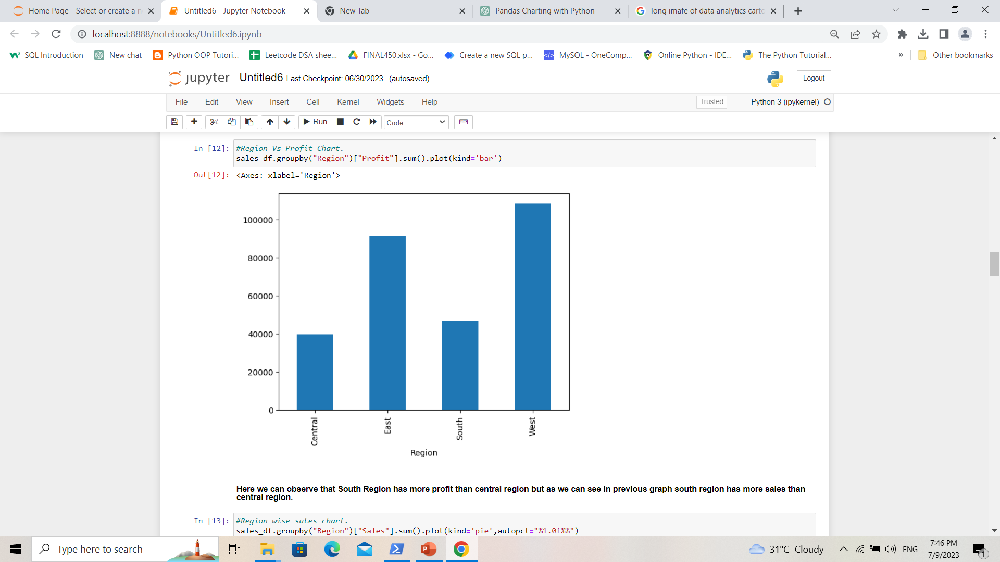 Home Page - Select or create a n
Untitled6 - Jupyter Notebook
New Tab
Pandas Charting with Python
long imafe of data analytics carto
localhost:8888/notebooks/Untitled6.ipynb
SQL Introduction
New chat
Python OOP Tutori...
Leetcode DSA shee...
FINAL450.xlsx - Go...
Create a new SQL p...
MySQL - OneComp...
Online Python - IDE...
The Python Tutorial...
»
Other bookmarks
jupyter
Untitled6 Last Checkpoint: 06/30/2023 (autosaved)
Logout
File Edit View Insert Cell Kernel Widgets Help
Trusted
Python 3 (ipykernel)
Run
Code
In [12]: #Region Vs Profit Chart.
sales_df.groupby("Region")["Profit"].sum().plot(kind='bar')
Out[12]: <Axes: xlabel='Region'>
100000
80000
60000
40000
20000
0
Central
East
South
West
Region
Here we can observe that South Region has more profit than central region but as we can see in previous graph south region has more sales than
central region.
In [13]: #Region wise sales chart.
sales_df.groupby("Region")["Sales"].sum().plot(kind='pie',autopct="%1.0f%%")
Type here to search
31°C Cloudy
ENG
7:46 PM
7/9/2023
1